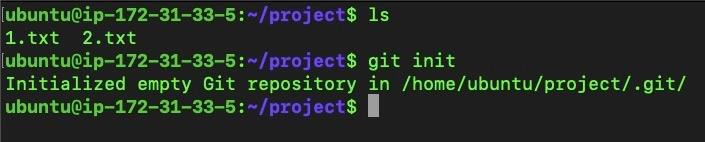 ubuntu@ip-172-31-33-5:~/project$ ls
1.txt  2.txt
ubuntu@ip-172-31-33-5:~/project$ git init
Initialized empty Git repository in /home/ubuntu/project/.git/
ubuntu@ip-172-31-33-5:~/project$